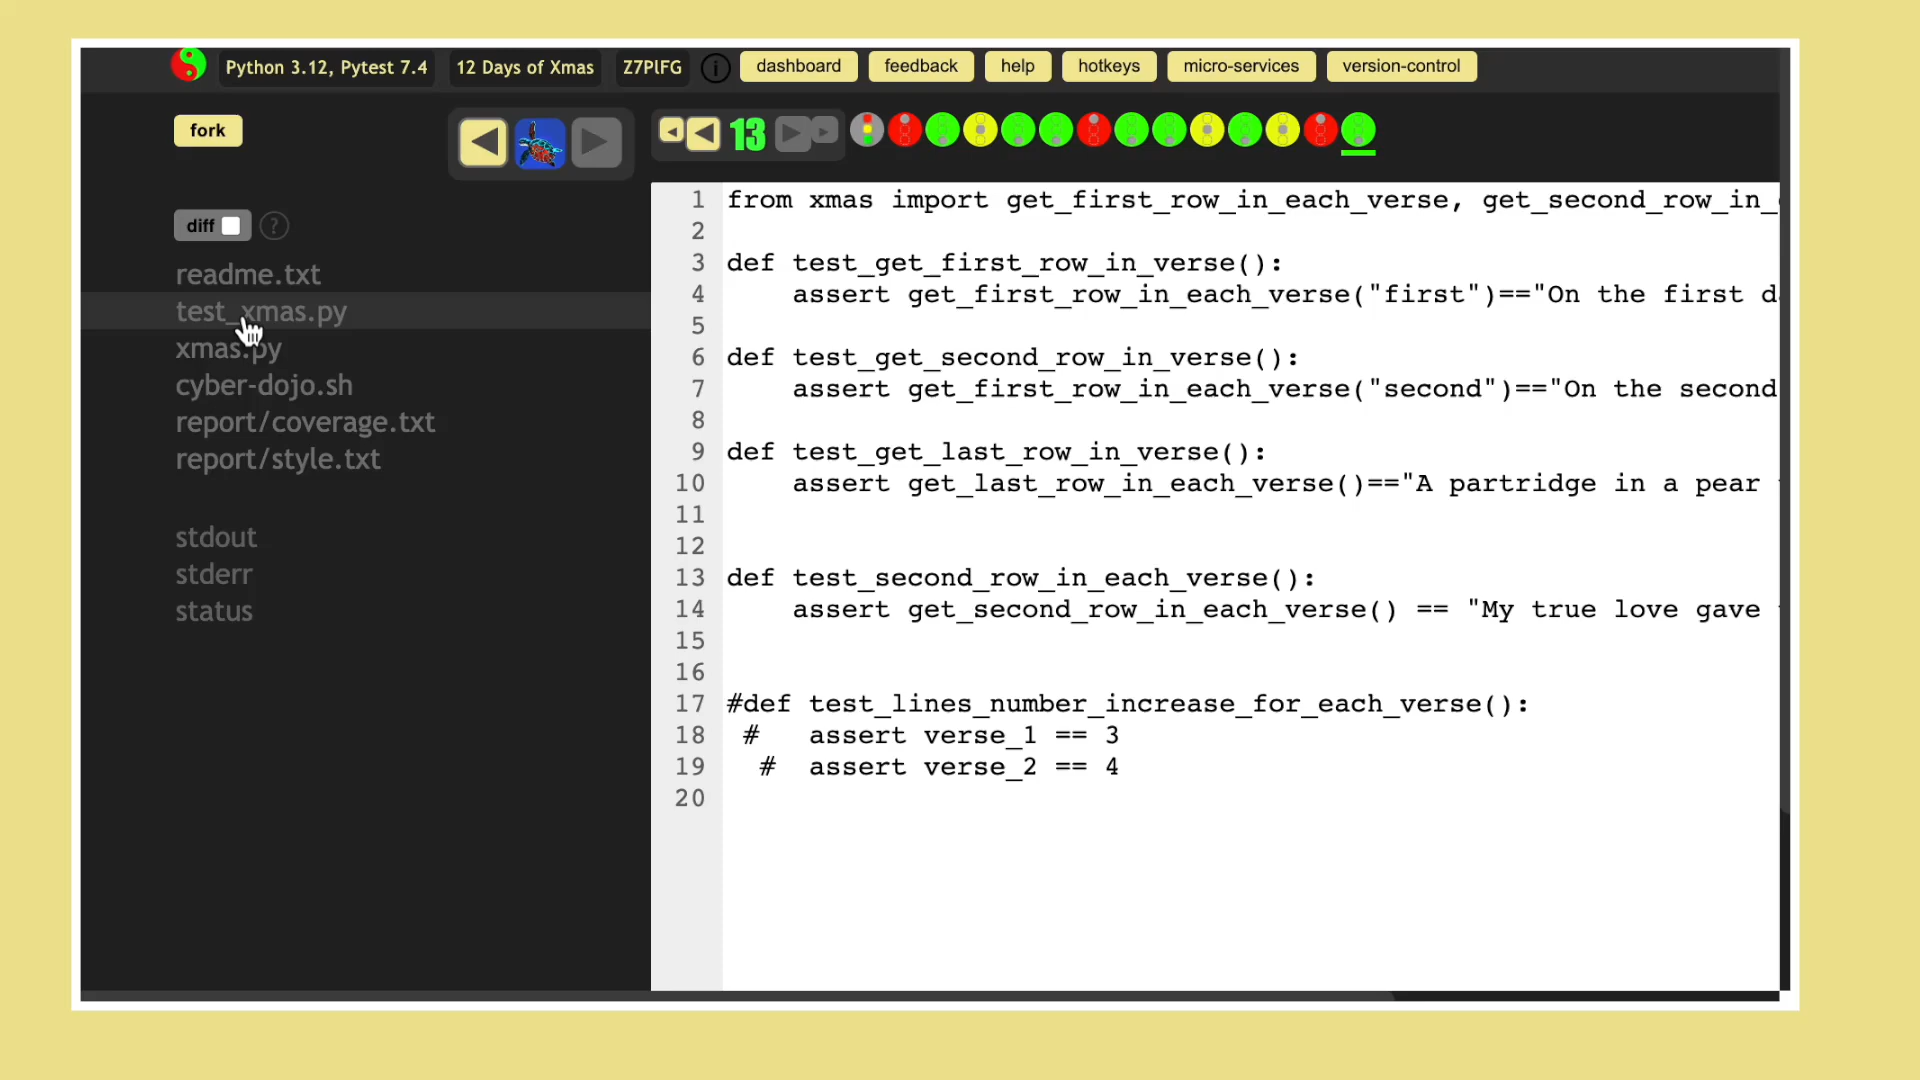 Python 3.12, Pytest 7.4 12 Days of Xmas Z7PlFG i dashboard feedback help hotkeys micro-services version-control
fork
13
diff ?
readme.txt
test_xmas.py
xmas.py
cyber-dojo.sh
report/coverage.txt
report/style.txt
stdout
stderr
status
1 from xmas import get_first_row_in_each_verse, get_second_row_in_
2
3 def test_get_first_row_in_verse():
4 assert get_first_row_in_each_verse("first")=="On the first d
5
6 def test_get_second_row_in_verse():
7 assert get_first_row_in_each_verse("second")=="On the second
8
9 def test_get_last_row_in_verse():
10 assert get_last_row_in_each_verse()=="A partridge in a pear
11
12
13 def test_second_row_in_each_verse():
14 assert get_second_row_in_each_verse() == "My true love gave
15
16
17 #def test_lines_number_increase_for_each_verse():
18 # assert verse_1 == 3
19 # assert verse_2 == 4
20